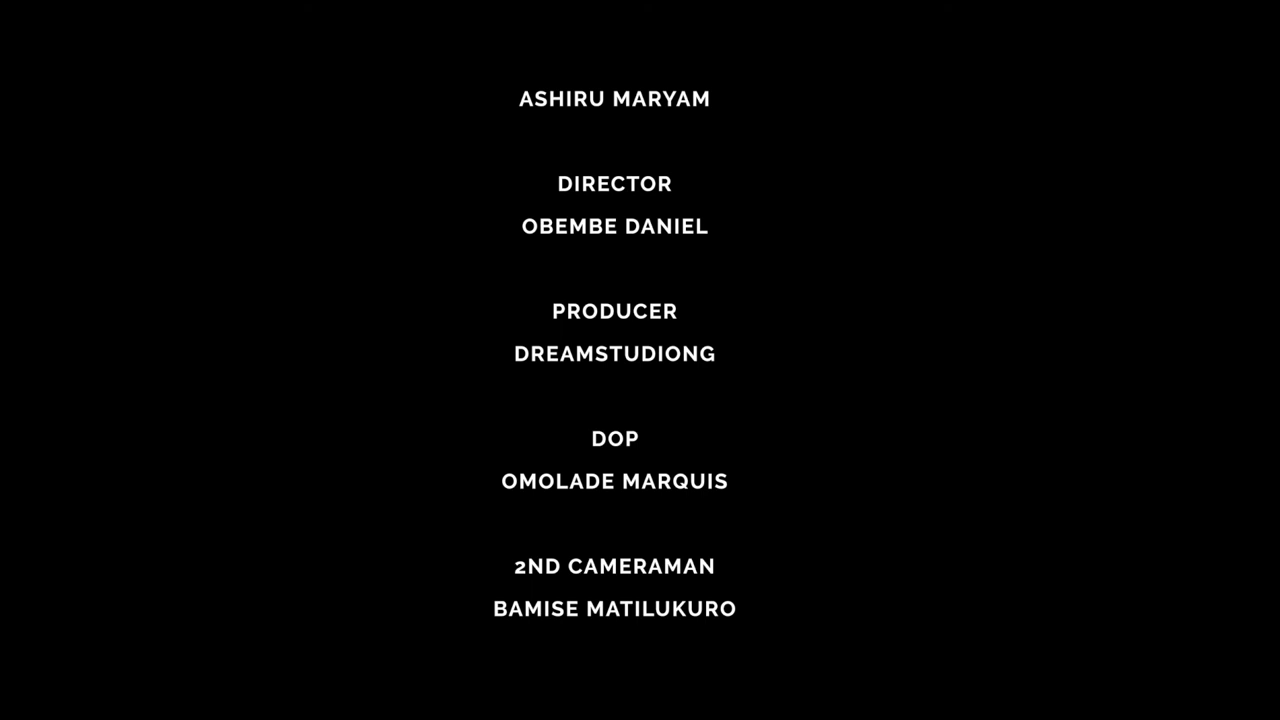 ASHIRU MARYAM
DIRECTOR
OBEMBE DANIEL
PRODUCER
DREAMSTUDIONG
DOP
OMOLADE MARQUIS
2ND CAMERAMAN
BAMISE MATILUKURO